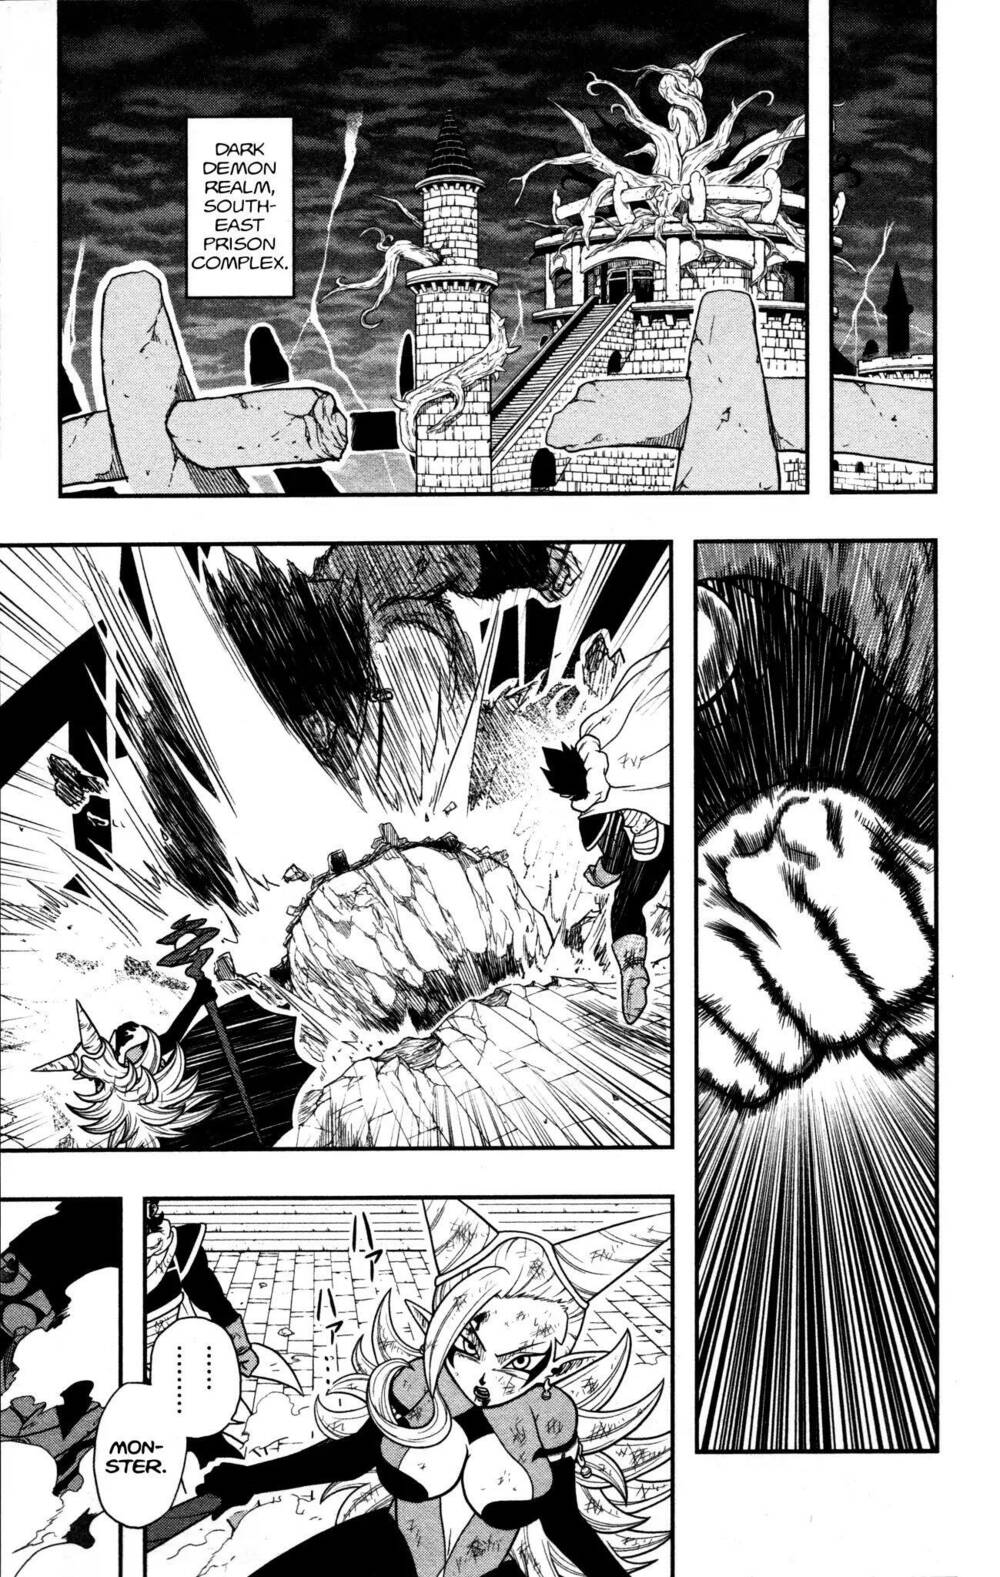 DARK
DEMON
REALM,
SOUTH-
EAST
PRISON
COMPLEX.
ハァ
ハァ…
……
……
MON-
STER.